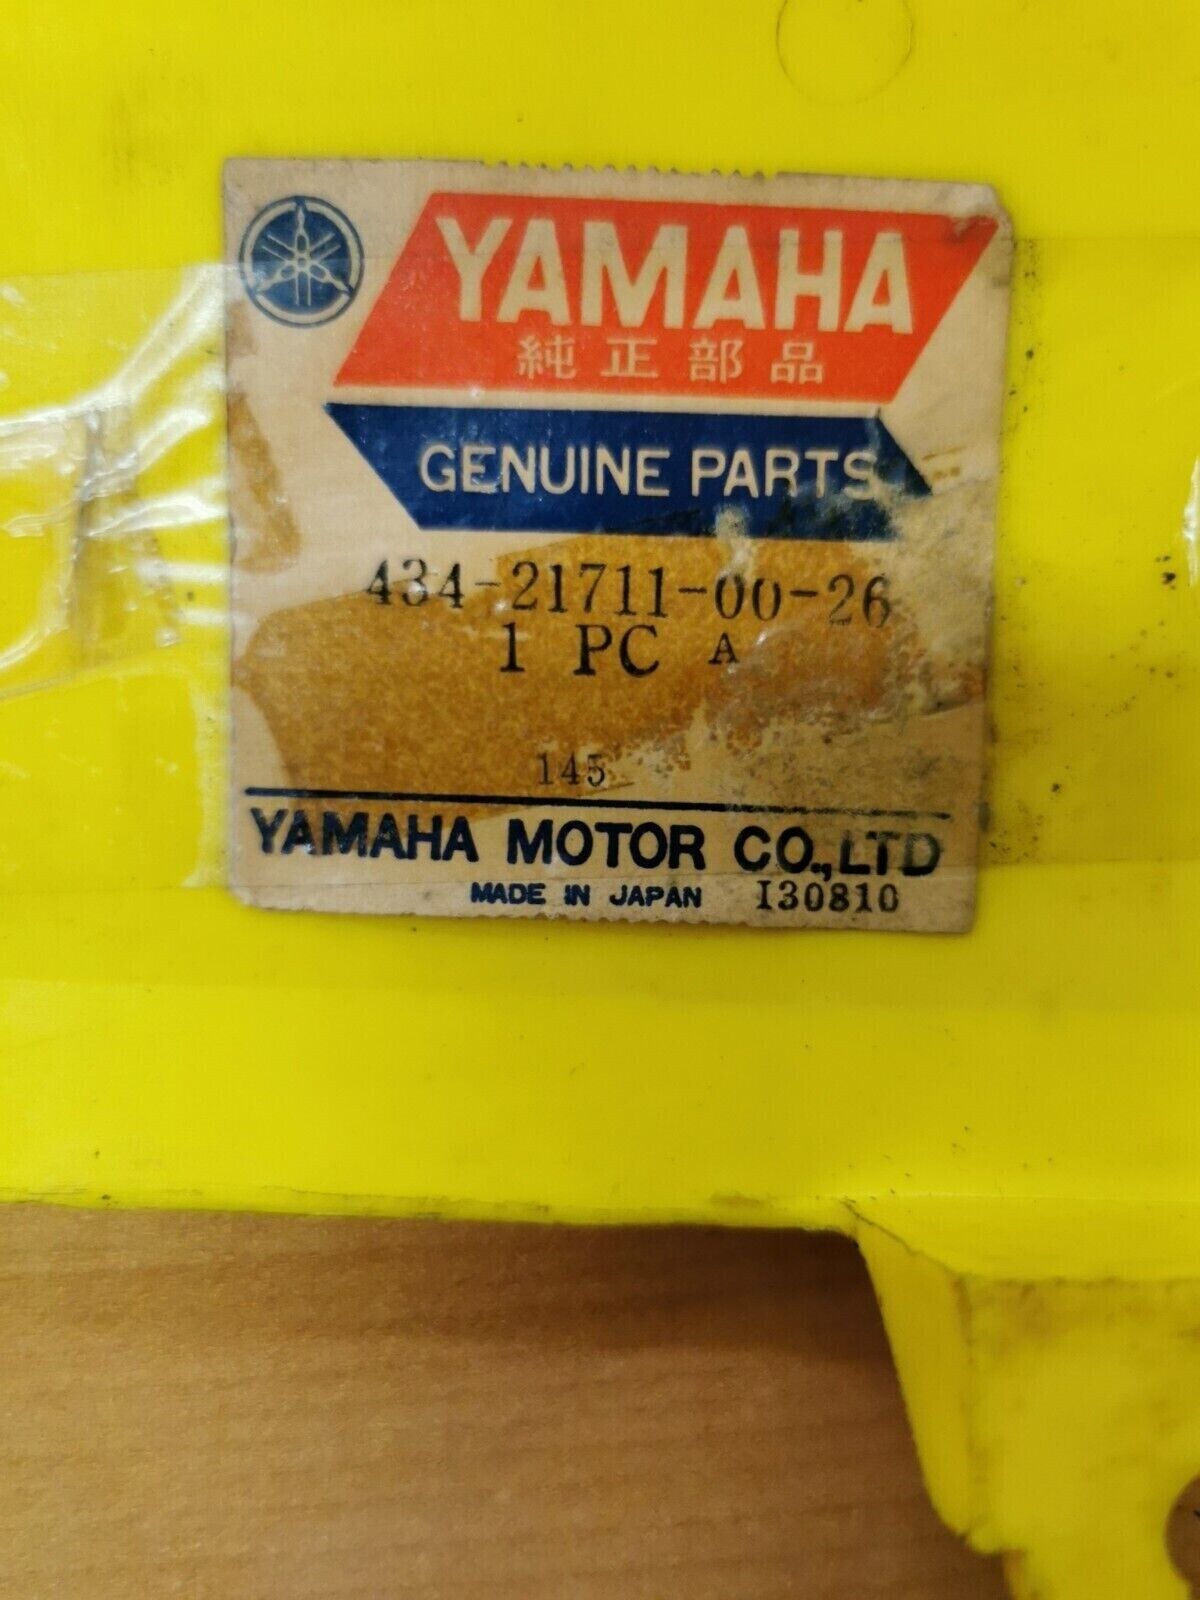 YAMAHA
純正部品
GENUINE PARTS
434-21711-00-26
1 PC A
145
YAMAHA MOTOR CO.,LTD
MADE IN JAPAN I30810